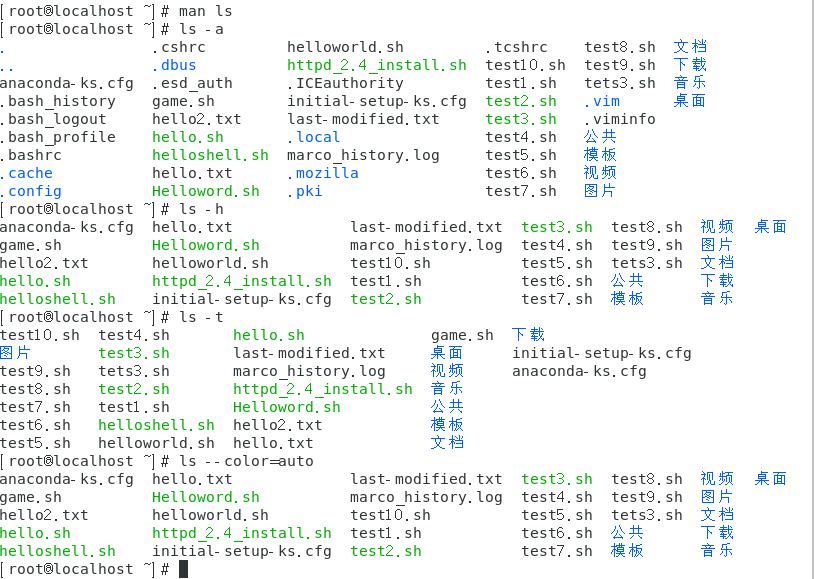 [root@localhost ~]# man ls
[root@localhost ~]# ls -a
. .cshrc helloworld.sh .tcshrc test8.sh 文档
.. .dbus httpd_2.4_install.sh test10.sh test9.sh 下载
anaconda-ks.cfg .esd_auth .ICEauthority test1.sh tets3.sh 音乐
.bash_history game.sh initial-setup-ks.cfg test2.sh .vim 桌面
.bash_logout hello2.txt last-modified.txt test3.sh .viminfo
.bash_profile hello.sh .local test4.sh 公共
.bashrc helloshell.sh marco_history.log test5.sh 模板
.cache hello.txt .mozilla test6.sh 视频
.config Helloword.sh .pki test7.sh 图片
[root@localhost ~]# ls -h
anaconda-ks.cfg hello.txt last-modified.txt test3.sh test8.sh 视频 桌面
game.sh Helloword.sh marco_history.log test4.sh test9.sh 图片
hello2.txt helloworld.sh test10.sh test5.sh tets3.sh 文档
hello.sh httpd_2.4_install.sh test1.sh test6.sh 公共 下载
helloshell.sh initial-setup-ks.cfg test2.sh test7.sh 模板 音乐
[root@localhost ~]# ls -t
test10.sh test4.sh hello.sh game.sh 下载
图片 test3.sh last-modified.txt 桌面 initial-setup-ks.cfg
test9.sh tets3.sh marco_history.log 视频 anaconda-ks.cfg
test8.sh test2.sh httpd_2.4_install.sh 音乐
test7.sh test1.sh Helloword.sh 公共
test6.sh helloshell.sh hello2.txt 模板
test5.sh helloworld.sh hello.txt 文档
[root@localhost ~]# ls --color=auto
anaconda-ks.cfg hello.txt last-modified.txt test3.sh test8.sh 视频 桌面
game.sh Helloword.sh marco_history.log test4.sh test9.sh 图片
hello2.txt helloworld.sh test10.sh test5.sh tets3.sh 文档
hello.sh httpd_2.4_install.sh test1.sh test6.sh 公共 下载
helloshell.sh initial-setup-ks.cfg test2.sh test7.sh 模板 音乐
[root@localhost ~]#